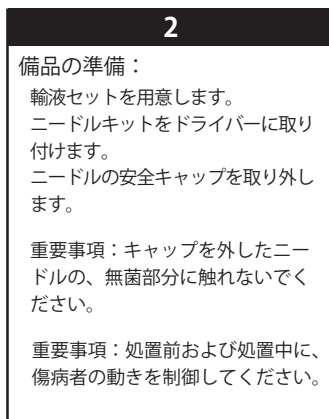 2
備品の準備：
輸液セットを用意します。
ニードルキットをドライバーに取り
付けます。
ニードルの安全キャップを取り外し
ます。
重要事項：キャップを外したニー
ドルの、無菌部分に触れないでく
ださい。
重要事項：処置前および処置中に、
傷病者の動きを制御してください。